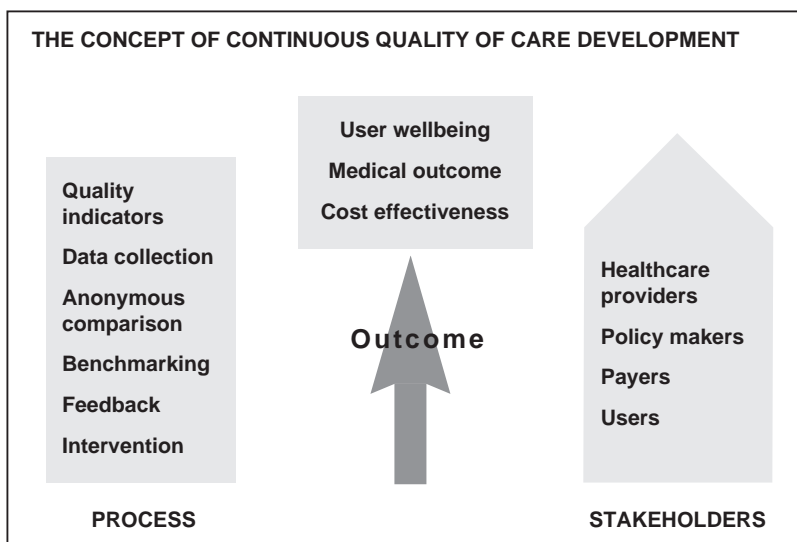 THE CONCEPT OF CONTINUOUS QUALITY OF CARE DEVELOPMENT
User wellbeing
Medical outcome
Cost effectiveness
Quality
indicators
Data collection
Anonymous
comparison
Benchmarking
Feedback
Intervention
PROCESS
Outcome
Healthcare
providers
Policy makers
Payers
Users
STAKEHOLDERS